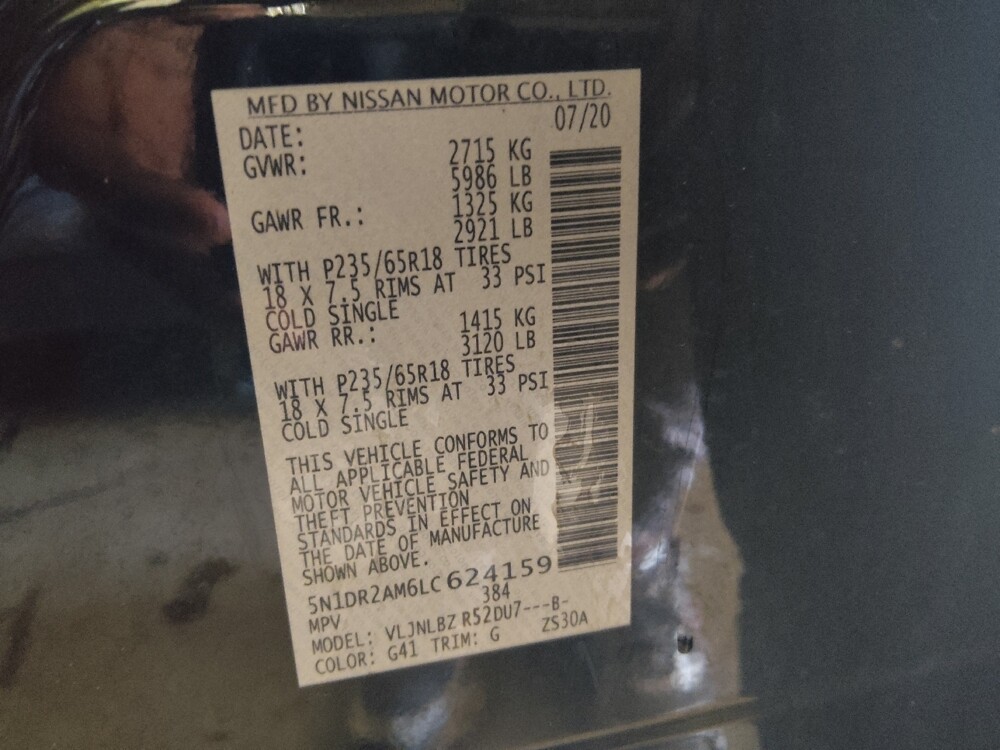 MFD BY NISSAN MOTOR CO., LTD.
DATE: 07/20
GVWR: 2715 KG
5986 LB
GAWR FR.: 1325 KG
2921 LB
WITH P235/65R18 TIRES
18 X 7.5 RIMS AT 33 PSI
COLD SINGLE
GAWR RR.: 1415 KG
3120 LB
WITH P235/65R18 TIRES
18 X 7.5 RIMS AT 33 PSI
COLD SINGLE
THIS VEHICLE CONFORMS TO
ALL APPLICABLE FEDERAL
MOTOR VEHICLE SAFETY AND
THEFT PREVENTION
STANDARDS IN EFFECT ON
THE DATE OF MANUFACTURE
SHOWN ABOVE.
5N1DR2AM6LC624159
MPV 384
MODEL: VLJNLBZ R52DU7---B-
COLOR: G41 TRIM: G ZS30A